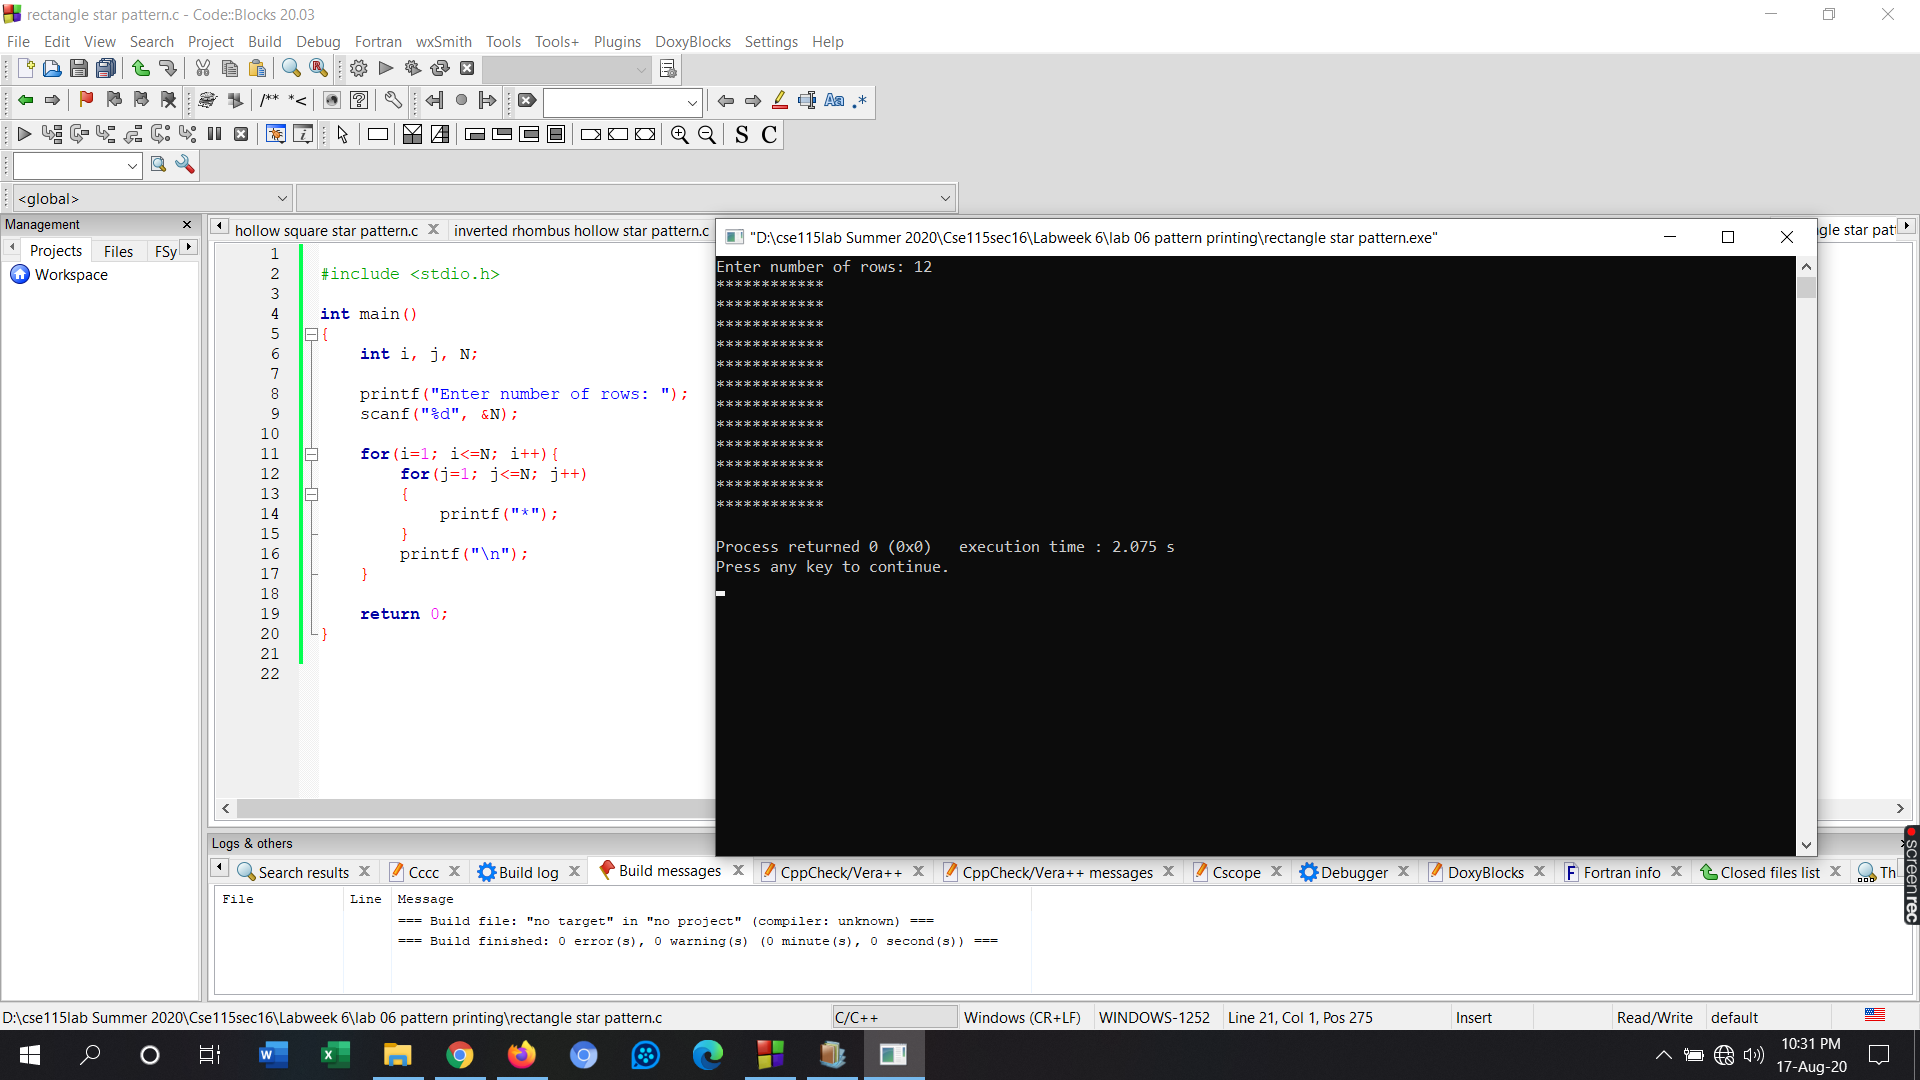 rectangle star pattern.c - Code::Blocks 20.03
File Edit View Search Project Build Debug Fortran wxSmith Tools Tools+ Plugins DoxyBlocks Settings Help
/** *<
Aa .*
S C
<global>
Management
Projects Files FSy
Workspace
hollow square star pattern.c inverted rhombus hollow star pattern.c
gle star pat
1
2 #include <stdio.h>
3
4 int main()
5 {
6 int i, j, N;
7
8 printf("Enter number of rows: ");
9 scanf("%d", &N);
10
11 for(i=1; i<=N; i++){
12 for(j=1; j<=N; j++)
13 {
14 printf("*");
15 }
16 printf("\n");
17 }
18
19 return 0;
20 }
21
22
"D:\cse115lab Summer 2020\Cse115sec16\Labweek 6\lab 06 pattern printing\rectangle star pattern.exe"
Enter number of rows: 12
************
************
************
************
************
************
************
************
************
************
************
************
Process returned 0 (0x0) execution time : 2.075 s
Press any key to continue.
Logs & others
Search results Cccc Build log Build messages CppCheck/Vera++ CppCheck/Vera++ messages Cscope Debugger DoxyBlocks Fortran info Closed files list Th
File Line Message
=== Build file: "no target" in "no project" (compiler: unknown) ===
=== Build finished: 0 error(s), 0 warning(s) (0 minute(s), 0 second(s)) ===
screenrec
D:\cse115lab Summer 2020\Cse115sec16\Labweek 6\lab 06 pattern printing\rectangle star pattern.c C/C++ Windows (CR+LF) WINDOWS-1252 Line 21, Col 1, Pos 275 Insert Read/Write default
10:31 PM
17-Aug-20